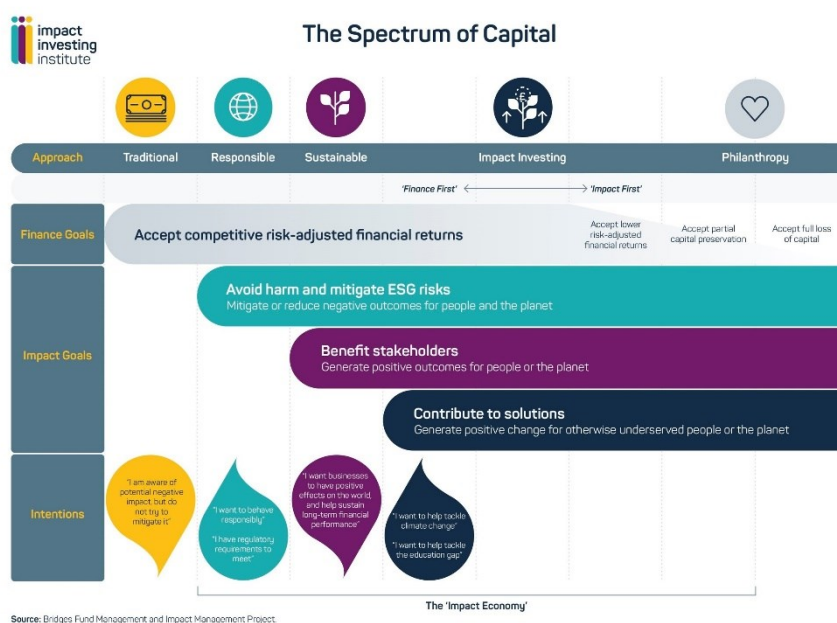 impact
investing
institute
The Spectrum of Capital
Approach
Traditional
Responsible
Sustainable
Impact Investing
Philanthropy
'Finance First'
'Impact First'
Finance Goals
Accept competitive risk-adjusted financial returns
Accept lower
risk-adjusted
financial returns
Accept partial
capital preservation
Accept full loss
of capital
Impact Goals
Avoid harm and mitigate ESG risks
Mitigate or reduce negative outcomes for people and the planet
Benefit stakeholders
Generate positive outcomes for people or the planet
Contribute to solutions
Generate positive change for otherwise underserved people or the planet
Intentions
"I am aware of
potential negative
impact, but do
not try to
mitigate it"
"I want to behave
responsibly"
"I have regulatory
requirements to
meet"
"I want businesses
to have positive
effects on the world,
and help sustain
long-term financial
performance"
"I want to help tackle
climate change"
"I want to help tackle
the education gap"
The 'Impact Economy'
Source: Bridges Fund Management and Impact Management Project.